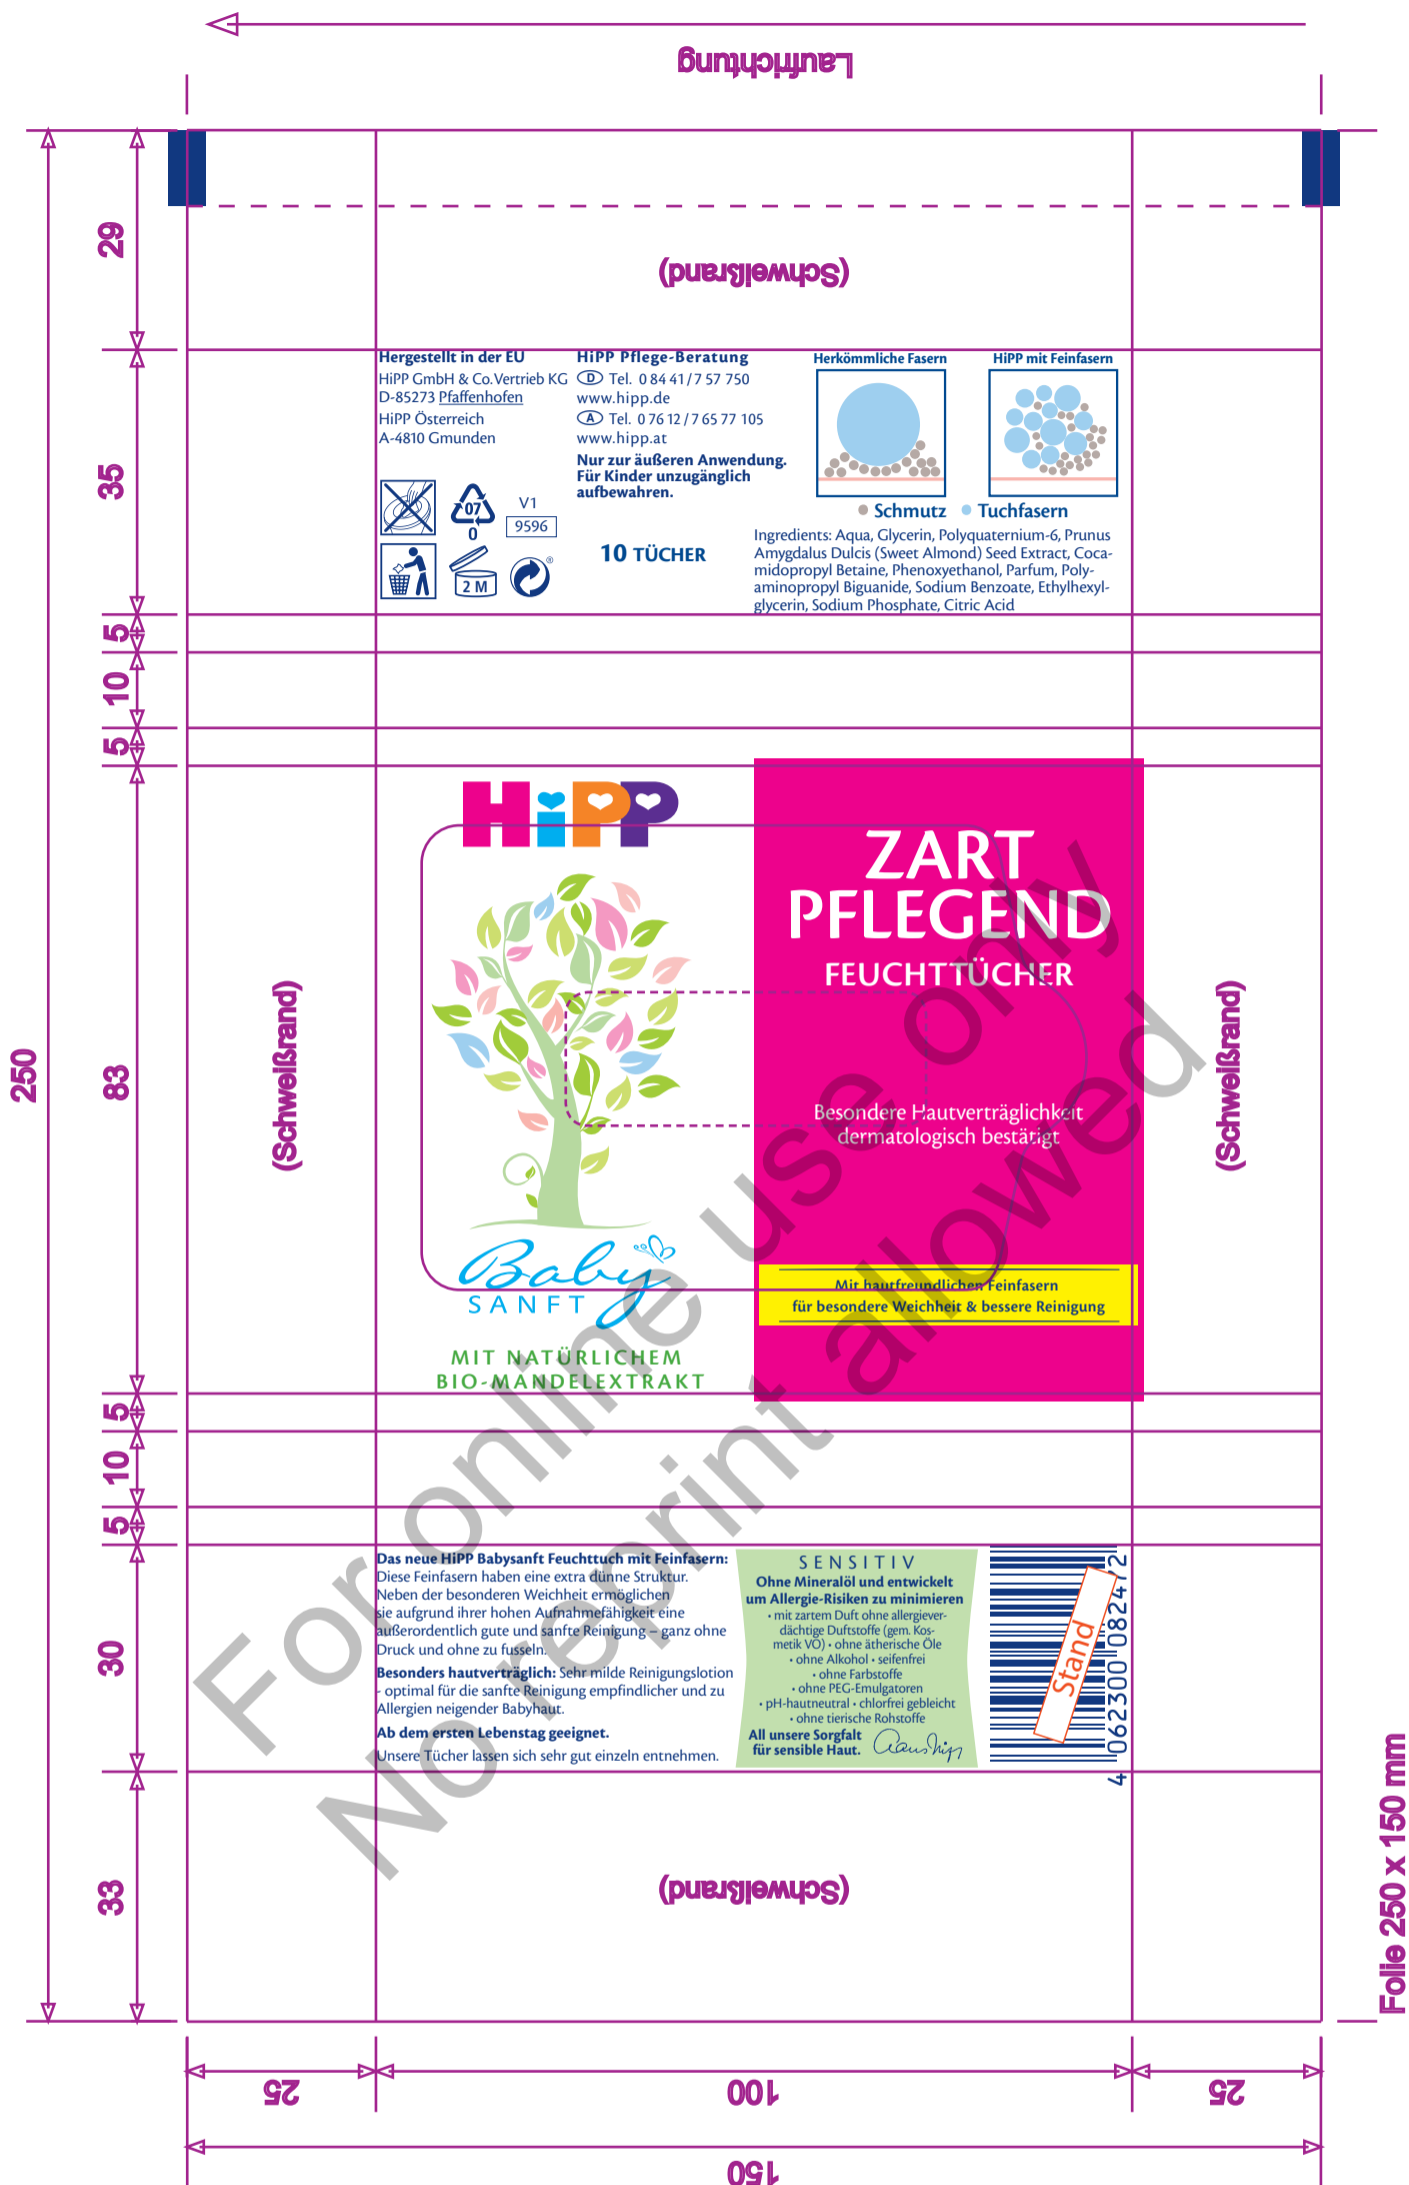 Laufrichtung
(Schweißrand)
29
35
5
10
5
83
5
10
5
30
33
250
Hergestellt in der EU
HiPP GmbH & Co. Vertrieb KG
D-85273 Pfaffenhofen
HiPP Österreich
A-4810 Gmunden
07
0
V1
9596
2 M
®
HiPP Pflege-Beratung
D Tel. 0 84 41 / 7 57 750
www.hipp.de
A Tel. 0 76 12 / 7 65 77 105
www.hipp.at
Nur zur äußeren Anwendung.
Für Kinder unzugänglich
aufbewahren.
10 TÜCHER
Herkömmliche Fasern
HiPP mit Feinfasern
Schmutz
Tuchfasern
Ingredients: Aqua, Glycerin, Polyquaternium-6, Prunus
Amygdalus Dulcis (Sweet Almond) Seed Extract, Coca-
midopropyl Betaine, Phenoxyethanol, Parfum, Poly-
aminopropyl Biguanide, Sodium Benzoate, Ethylhexyl-
glycerin, Sodium Phosphate, Citric Acid
HiPP
(Schweißrand)
Baby
SANFT
MIT NATÜRLICHEM
BIO-MANDELEXTRAKT
ZART
PFLEGEND
FEUCHTTÜCHER
Besondere Hautverträglichkeit
dermatologisch bestätigt
Mit hautfreundlichen Feinfasern
für besondere Weichheit & bessere Reinigung
(Schweißrand)
For online use only
No reprint allowed
Das neue HiPP Babysanft Feuchttuch mit Feinfasern:
Diese Feinfasern haben eine extra dünne Struktur.
Neben der besonderen Weichheit ermöglichen
sie aufgrund ihrer hohen Aufnahmefähigkeit eine
außerordentlich gute und sanfte Reinigung – ganz ohne
Druck und ohne zu fusseln.
Besonders hautverträglich: Sehr milde Reinigungslotion
- optimal für die sanfte Reinigung empfindlicher und zu
Allergien neigender Babyhaut.
Ab dem ersten Lebenstag geeignet.
Unsere Tücher lassen sich sehr gut einzeln entnehmen.
SENSITIV
Ohne Mineralöl und entwickelt
um Allergie-Risiken zu minimieren
• mit zartem Duft ohne allergiever-
dächtige Duftstoffe (gem. Kos-
metik VO) • ohne ätherische Öle
• ohne Alkohol • seifenfrei
• ohne Farbstoffe
• ohne PEG-Emulgatoren
• pH-hautneutral • chlorfrei gebleicht
• ohne tierische Rohstoffe
All unsere Sorgfalt
für sensible Haut.
Claus Hipp
Stand
4 062300 082472
(Schweißrand)
Folie 250 x 150 mm
25
100
25
150